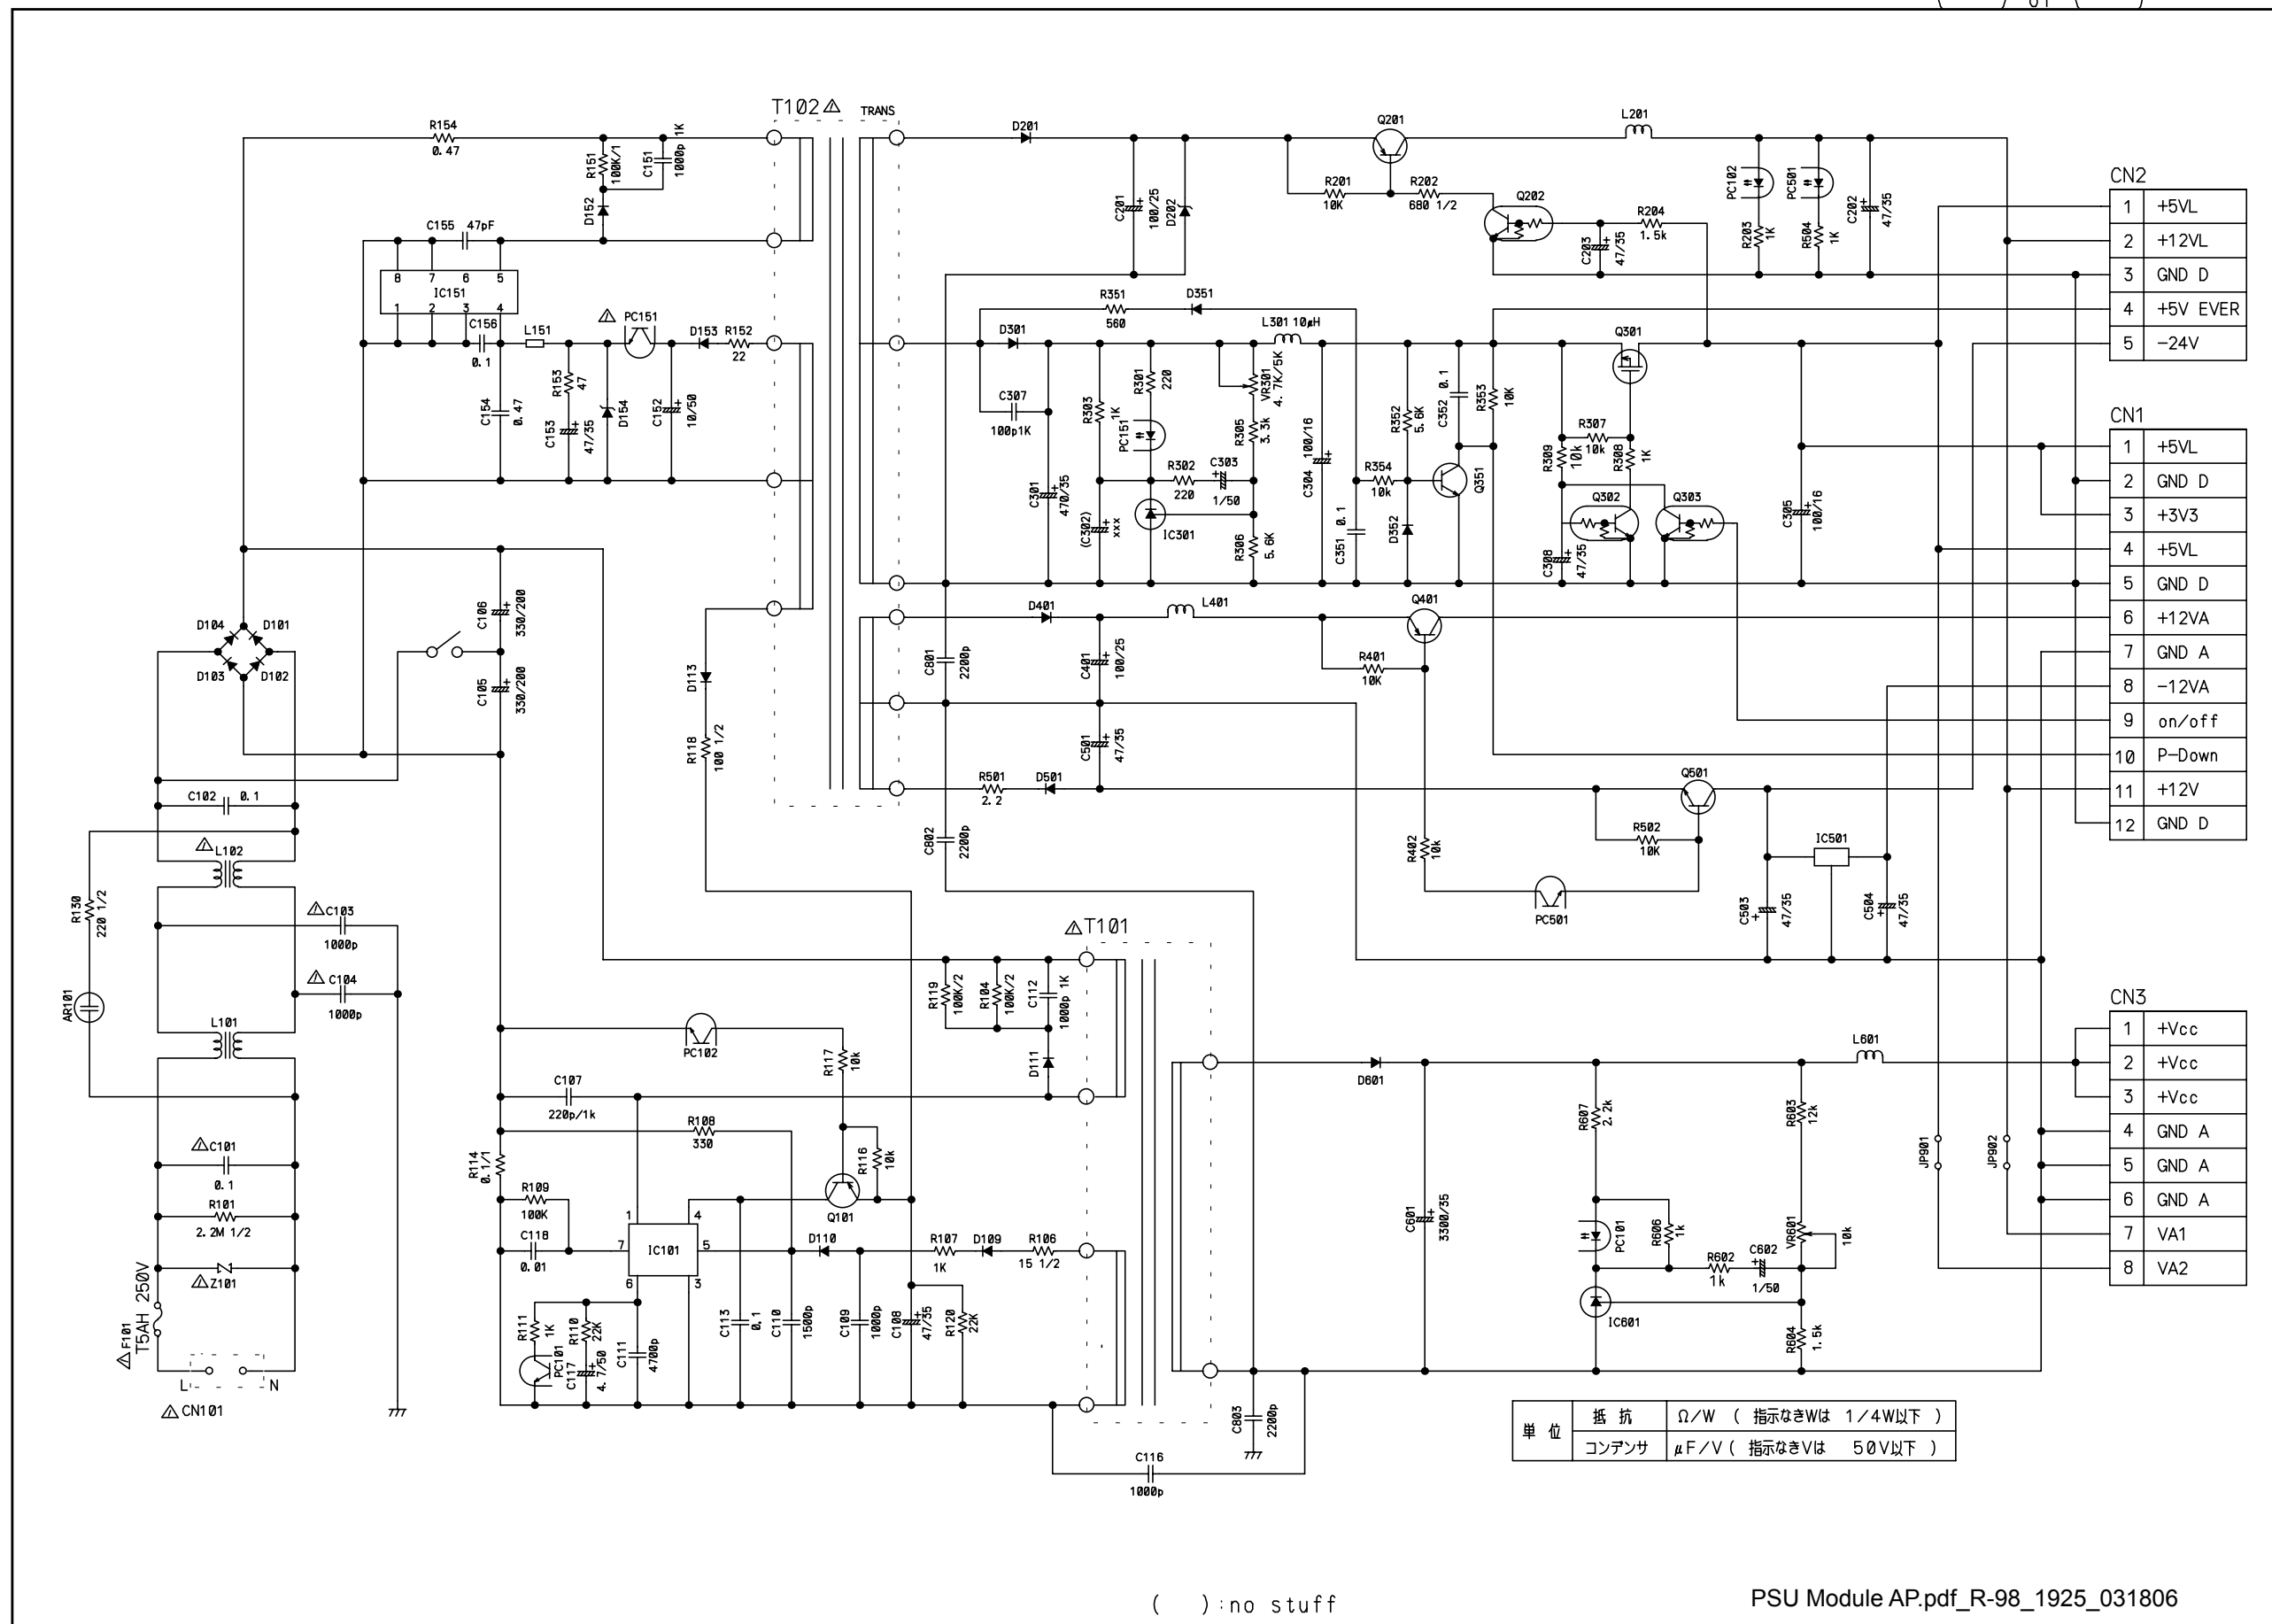 T102
TRANS
R154
0.47
R151
100K/1
C151
1000p 1K
D152
C155 47pF
8 7 6 5
IC151
1 2 3 4
C156
0.1
L151
PC151
D153
R152
22
R153
47
C154
0.47
C153
47/35
D154
C152
10/50
D201
C201
100/25
D202
Q201
R201
10K
R202
680 1/2
Q202
L201
R204
1.5k
C203
47/35
PC102
R203
1K
PC501
R504
1K
C202
47/35
R351
560
D351
D301
L301 10μH
C307
100p1K
R303
1K
R301
220
PC151
VR301
4.7K/5K
R305
3.3k
R302
220
C303
1/50
C301
470/35
(C302)
xxx
IC301
R306
5.6K
C304
100/16
R352
5.6K
C352
0.1
R353
10K
R354
10k
Q351
C351
0.1
D352
Q301
R307
10k
R309
10k
R308
1K
Q302
Q303
C308
47/35
C305
100/16
CN2
1 +5VL
2 +12VL
3 GND D
4 +5V EVER
5 -24V
CN1
1 +5VL
2 GND D
3 +3V3
4 +5VL
5 GND D
6 +12VA
7 GND A
8 -12VA
9 on/off
10 P-Down
11 +12V
12 GND D
D104
D101
D103
D102
C106
330/200
C105
330/200
D113
R118
100 1/2
C801
2200p
D401
L401
C401
100/25
Q401
R401
10K
C501
47/35
R501
2.2
D501
C802
2200p
R402
10k
Q501
R502
10K
PC501
IC501
C503
47/35
C504
47/35
C102 0.1
L102
R130
220 1/2
C103
1000p
C104
1000p
AR101
L101
C101
0.1
R101
2.2M 1/2
Z101
F101
T5AH 250V
L
N
CN101
T101
R119
100K/2
R104
100K/2
C112
1000p 1K
D111
PC102
R117
10k
C107
220p/1k
R108
330
R116
10k
R114
0.1/1
R109
100K
Q101
C118
0.01
1
4
7
IC101
5
6
3
D110
R107
1K
D109
R106
15 1/2
R111
1K
R110
22K
PC101
C117
4.7/50
C111
4700p
C113
0.1
C110
1500p
C109
1000p
C108
47/35
R120
22K
D601
C601
3300/35
R607
2.2k
R603
12k
L601
PC101
R606
1k
VR601
10k
R602
1k
C602
1/50
IC601
R604
1.5k
JP901
JP902
C803
2200p
C116
1000p
CN3
1 +Vcc
2 +Vcc
3 +Vcc
4 GND A
5 GND A
6 GND A
7 VA1
8 VA2
単位
抵抗 Ω/W ( 指示なきWは 1/4W以下 )
コンデンサ μF/V ( 指示なきVは 50V以下 )
( ):no stuff
PSU Module AP.pdf_R-98_1925_031806